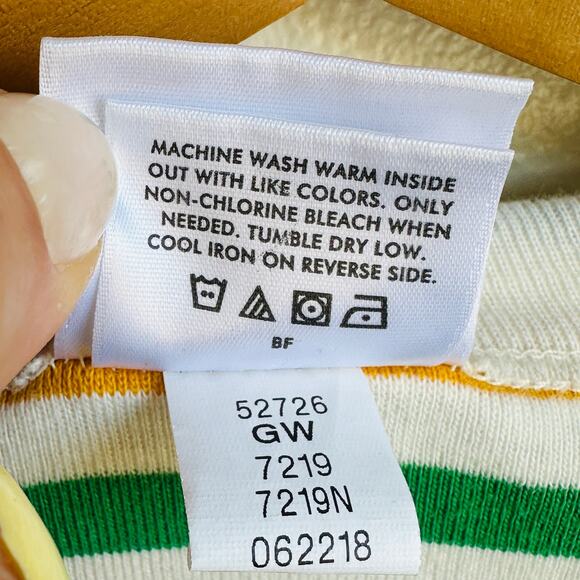 MACHINE WASH WARM INSIDE
OUT WITH LIKE COLORS. ONLY
NON-CHLORINE BLEACH WHEN
NEEDED. TUMBLE DRY LOW.
COOL IRON ON REVERSE SIDE.
BF
52726
GW
7219
7219N
062218